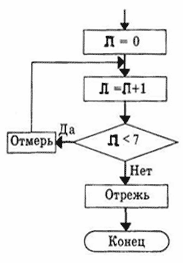 Л = 0
Л = Л+1
Л < 7
Да
Отмерь
Нет
Отрежь
Конец